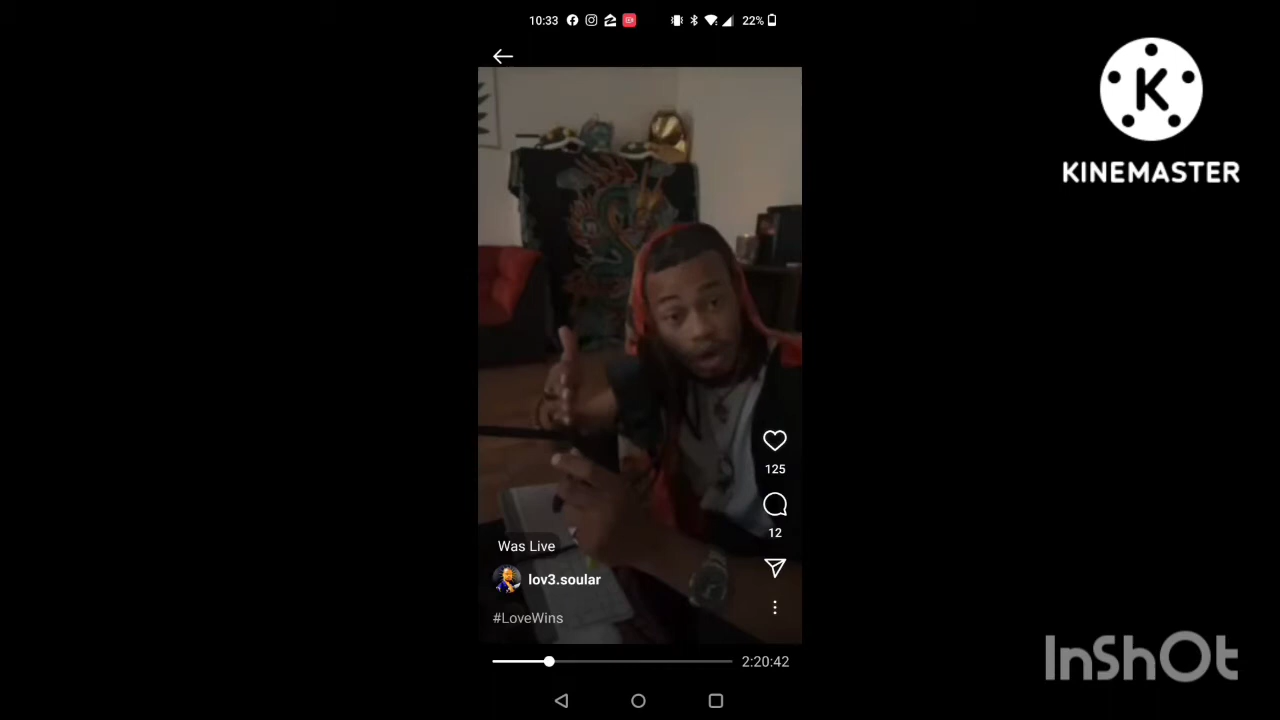 10:33
22%
K
KINEMASTER
125
12
Was Live
lov3.soular
#LoveWins
2:20:42
InShOt